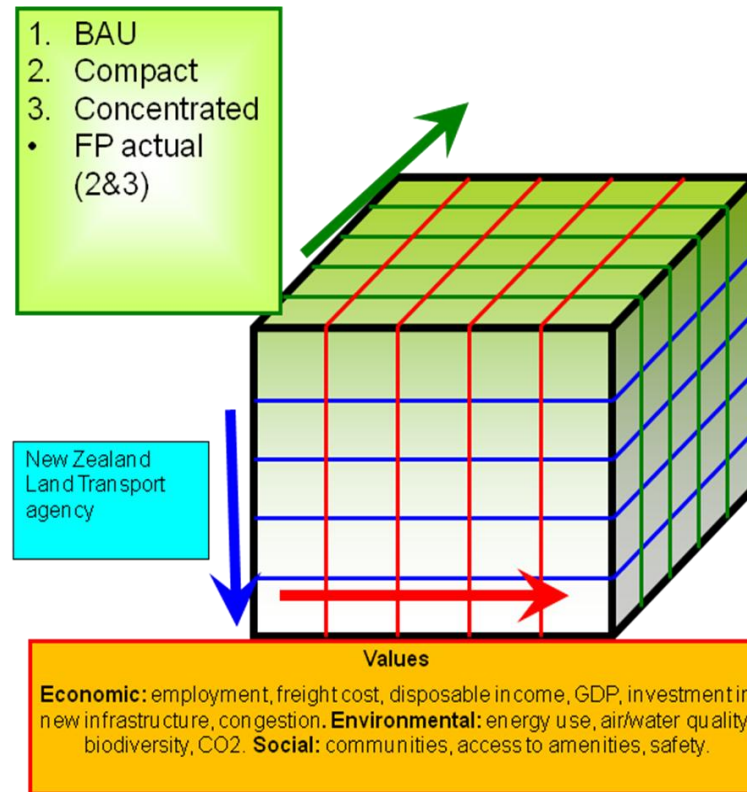 1. BAU
2. Compact
3. Concentrated
• FP actual
(2&3)
New Zealand
Land Transport
agency
Values
Economic: employment, freight cost, disposable income, GDP, investment in
new infrastructure, congestion. Environmental: energy use, air/water quality
biodiversity, CO2. Social: communities, access to amenities, safety.